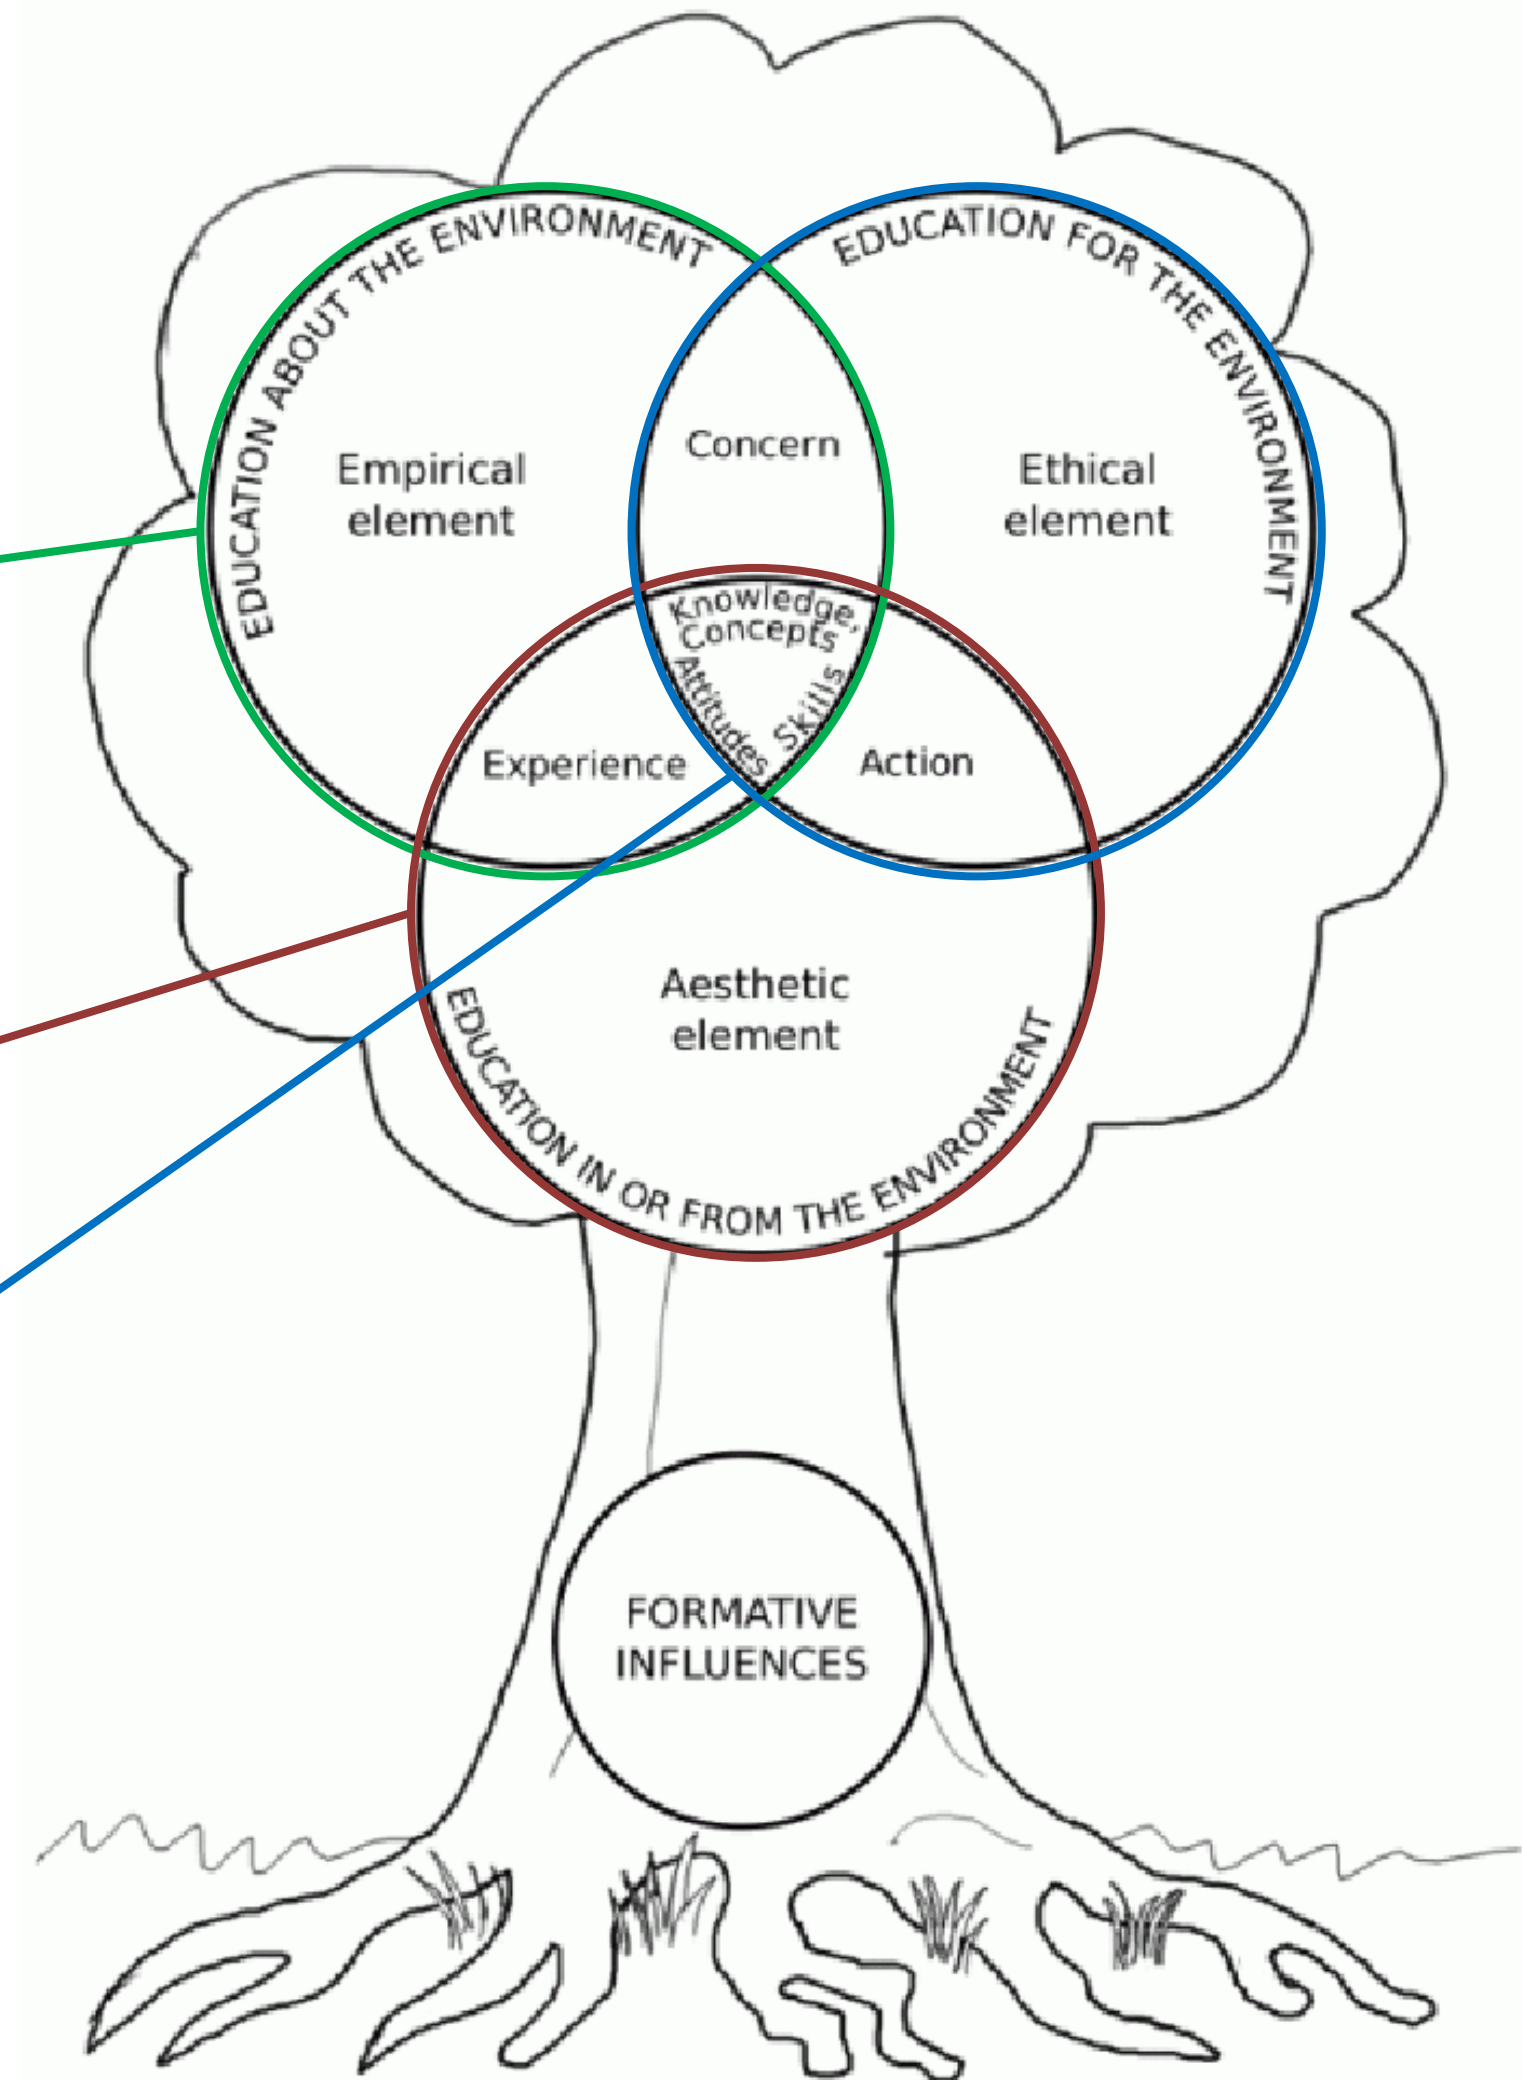 EDUCATION ABOUT THE ENVIRONMENT
EDUCATION FOR THE ENVIRONMENT
Empirical
element
Concern
Ethical
element
Knowledge,
Concepts
Attitudes
Skills
Experience
Action
Aesthetic
element
EDUCATION IN OR FROM THE ENVIRONMENT
FORMATIVE
INFLUENCES